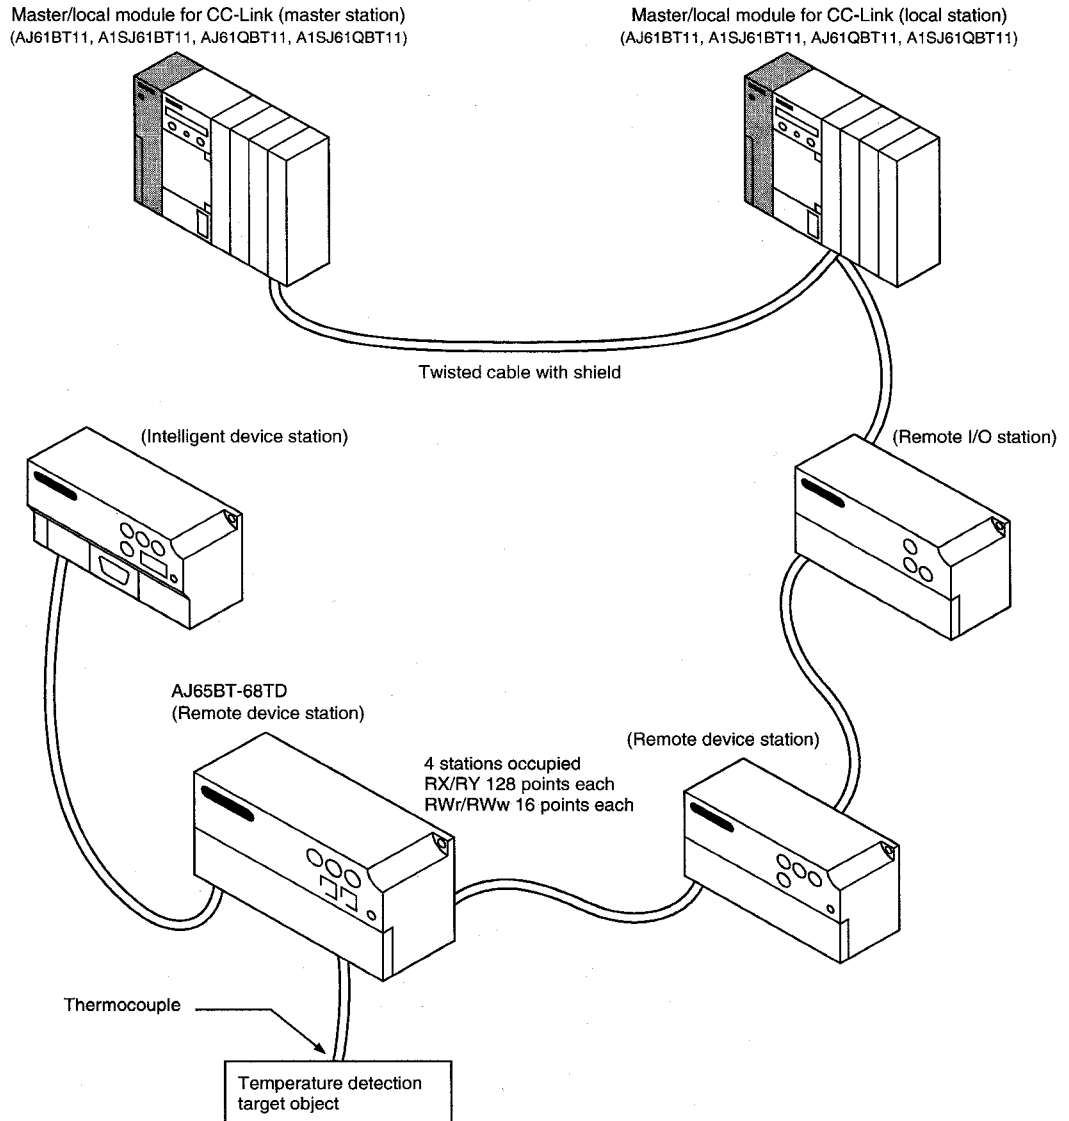 Master/local module for CC-Link (master station)
(AJ61BT11, A1SJ61BT11, AJ61QBT11, A1SJ61QBT11)
Master/local module for CC-Link (local station)
(AJ61BT11, A1SJ61BT11, AJ61QBT11, A1SJ61QBT11)
Twisted cable with shield
(Intelligent device station)
(Remote I/O station)
AJ65BT-68TD
(Remote device station)
4 stations occupied
RX/RY 128 points each
RWr/RWw 16 points each
(Remote device station)
Thermocouple
Temperature detection
target object